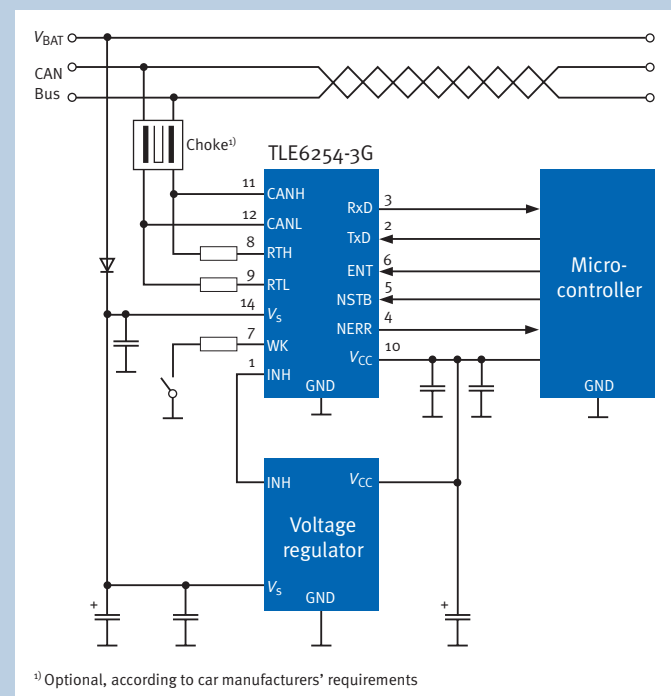 VBAT
CAN
Bus
Choke1)
TLE6254-3G
11
CANH
12
CANL
8
RTH
9
RTL
14
Vs
7
WK
1
INH
GND
RxD
3
TxD
2
ENT
6
NSTB
5
NERR
4
VCC
10
Micro-
controller
GND
INH
VCC
Voltage
regulator
Vs
GND
+
+
1) Optional, according to car manufacturers’ requirements